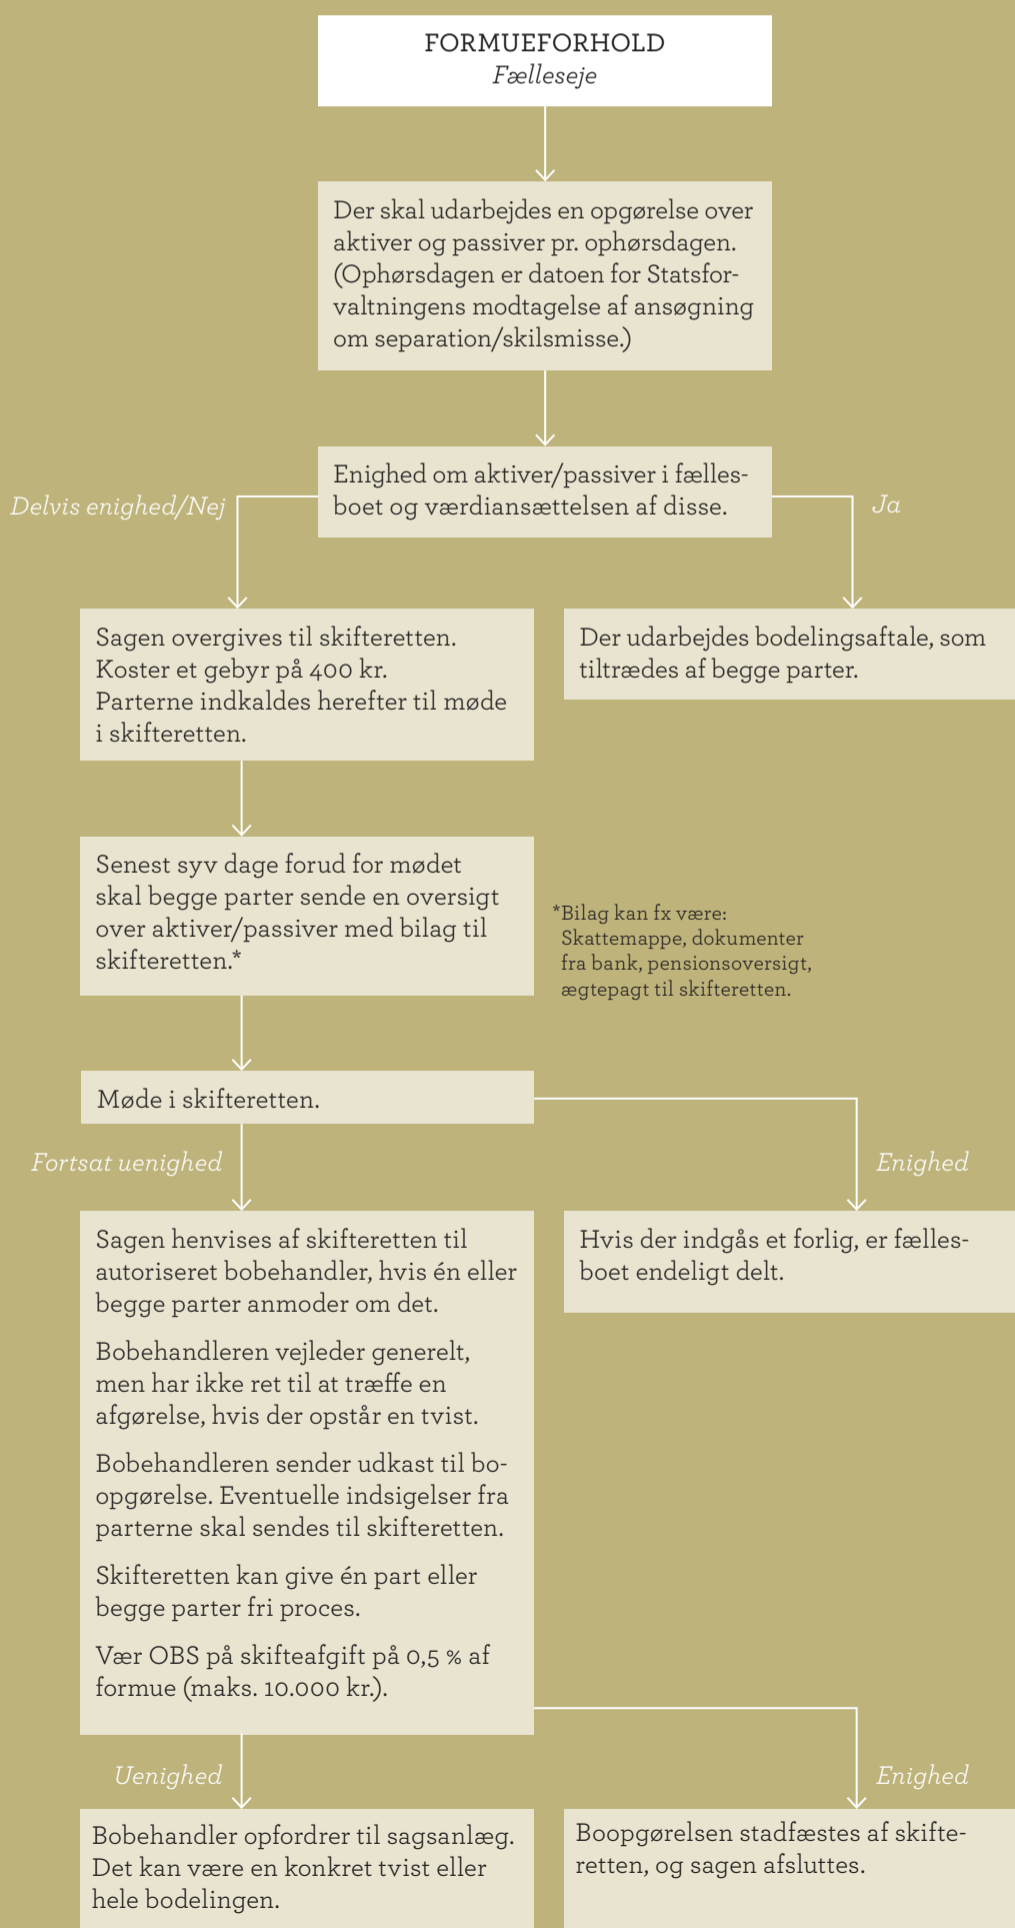 FORMUEFORHOLD
Fælleseje
Der skal udarbejdes en opgørelse over
aktiver og passiver pr. ophørsdagen.
(Ophørsdagen er datoen for Statsfor-
valtningens modtagelse af ansøgning
om separation/skilsmisse.)
Enighed om aktiver/passiver i fælles-
boet og værdiansættelsen af disse.
Delvis enighed/Nej
Ja
Sagen overgives til skifteretten.
Koster et gebyr på 400 kr.
Parterne indkaldes herefter til møde
i skifteretten.
Der udarbejdes bodelingsaftale, som
tiltrædes af begge parter.
Senest syv dage forud for mødet
skal begge parter sende en oversigt
over aktiver/passiver med bilag til
skifteretten.*
*Bilag kan fx være:
Skattemappe, dokumenter
fra bank, pensionsoversigt,
ægtepagt til skifteretten.
Møde i skifteretten.
Fortsat uenighed
Enighed
Sagen henvises af skifteretten til
autoriseret bobehandler, hvis én eller
begge parter anmoder om det.
Bobehandleren vejleder generelt,
men har ikke ret til at træffe en
afgørelse, hvis der opstår en tvist.
Bobehandleren sender udkast til bo-
opgørelse. Eventuelle indsigelser fra
parterne skal sendes til skifteretten.
Skifteretten kan give én part eller
begge parter fri proces.
Vær OBS på skifteafgift på 0,5 % af
formue (maks. 10.000 kr.).
Hvis der indgås et forlig, er fælles-
boet endeligt delt.
Uenighed
Enighed
Bobehandler opfordrer til sagsanlæg.
Det kan være en konkret tvist eller
hele bodelingen.
Boopgørelsen stadfæstes af skifte-
retten, og sagen afsluttes.